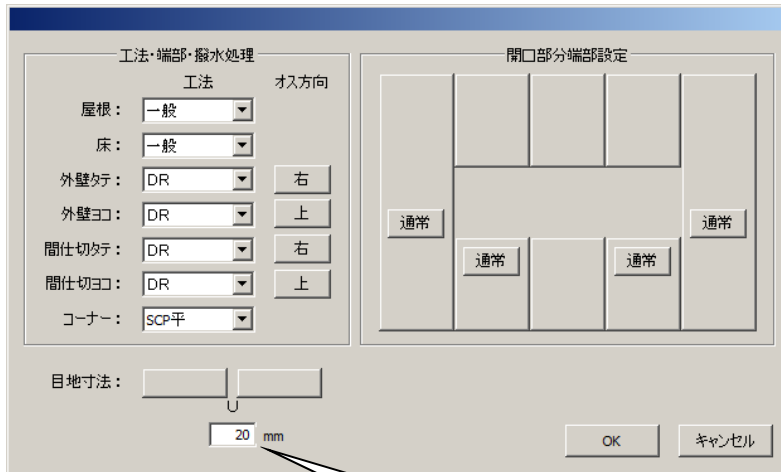 工法・端部・撥水処理
工法 オス方向
屋根： 一般
床： 一般
外壁タテ： DR 右
外壁ヨコ： DR 上
間仕切タテ： DR 右
間仕切ヨコ： DR 上
コーナー： SCP平
目地寸法：
20 mm
開口部分端部設定
通常 通常
通常 通常
OK キャンセル